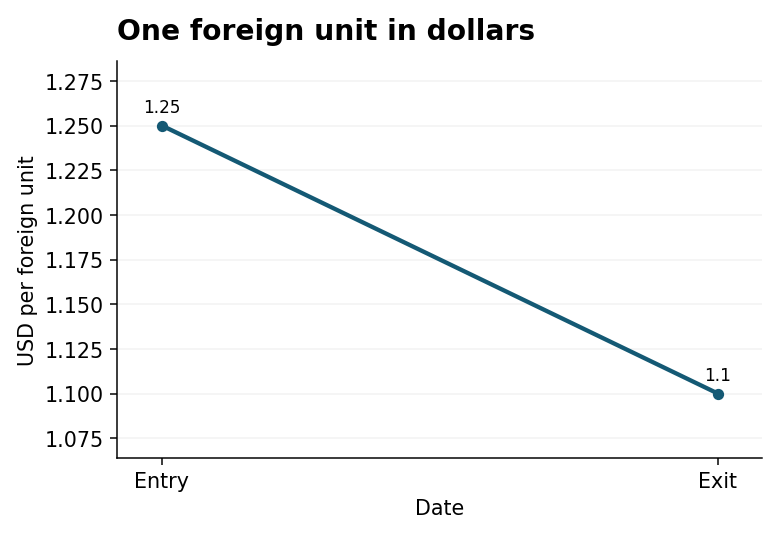 One foreign unit in dollars
USD per foreign unit
1.275
1.250
1.225
1.200
1.175
1.150
1.125
1.100
1.075
1.25
1.1
Entry
Exit
Date